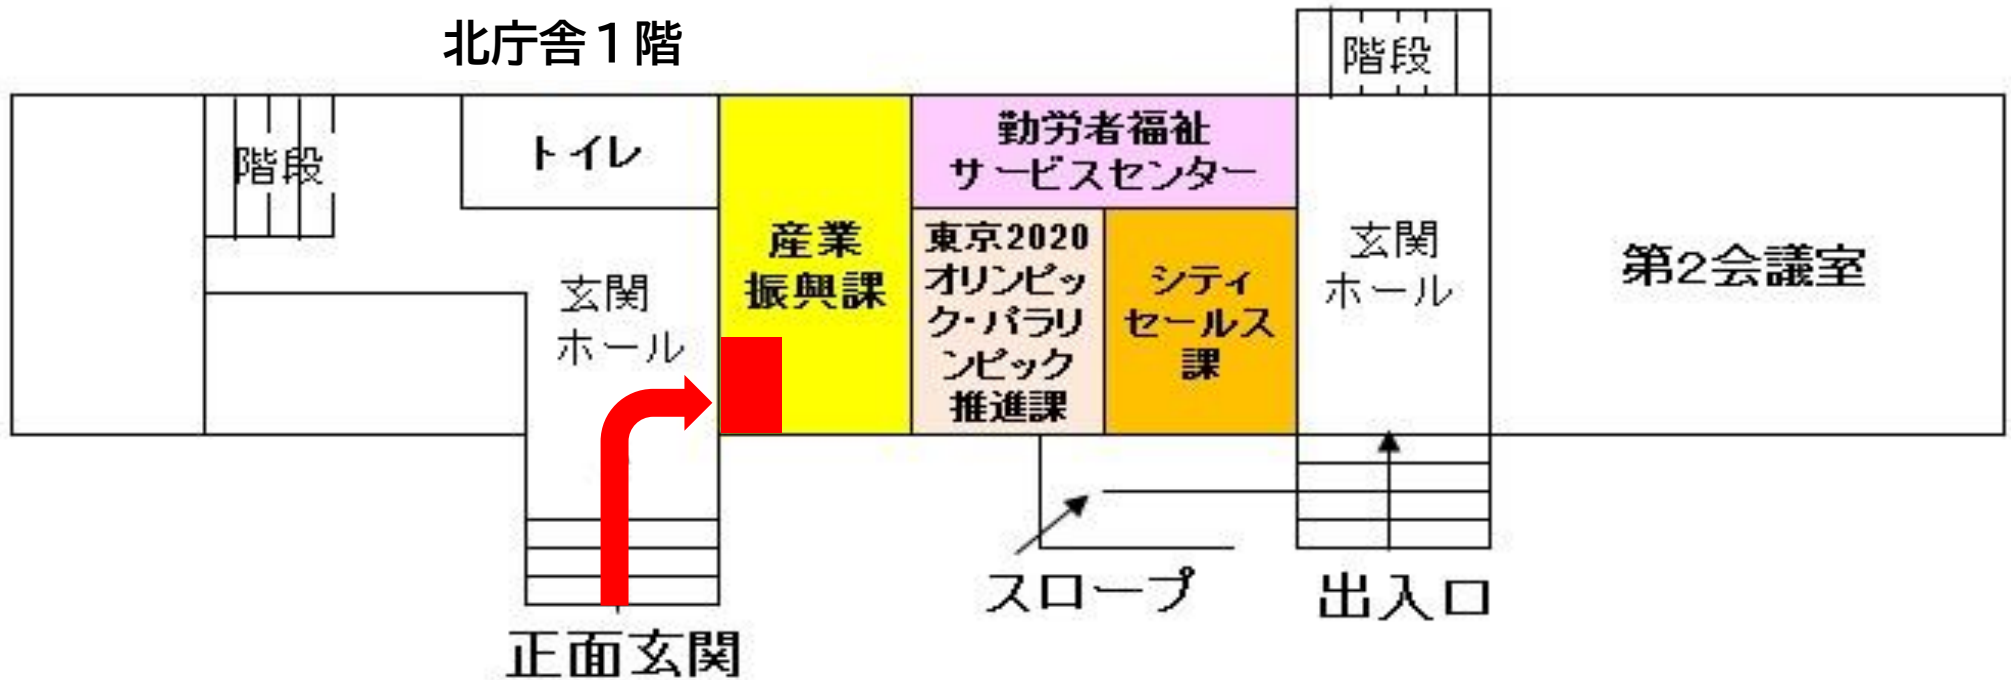 北庁舎１階
階段
トイレ
玄関
ホール
産業
振興課
勤労者福祉
サービスセンター
東京2020
オリンピッ
ク・パラリ
ンピック
推進課
シティ
セールス
課
階段
玄関
ホール
第2会議室
スロープ
出入口
正面玄関